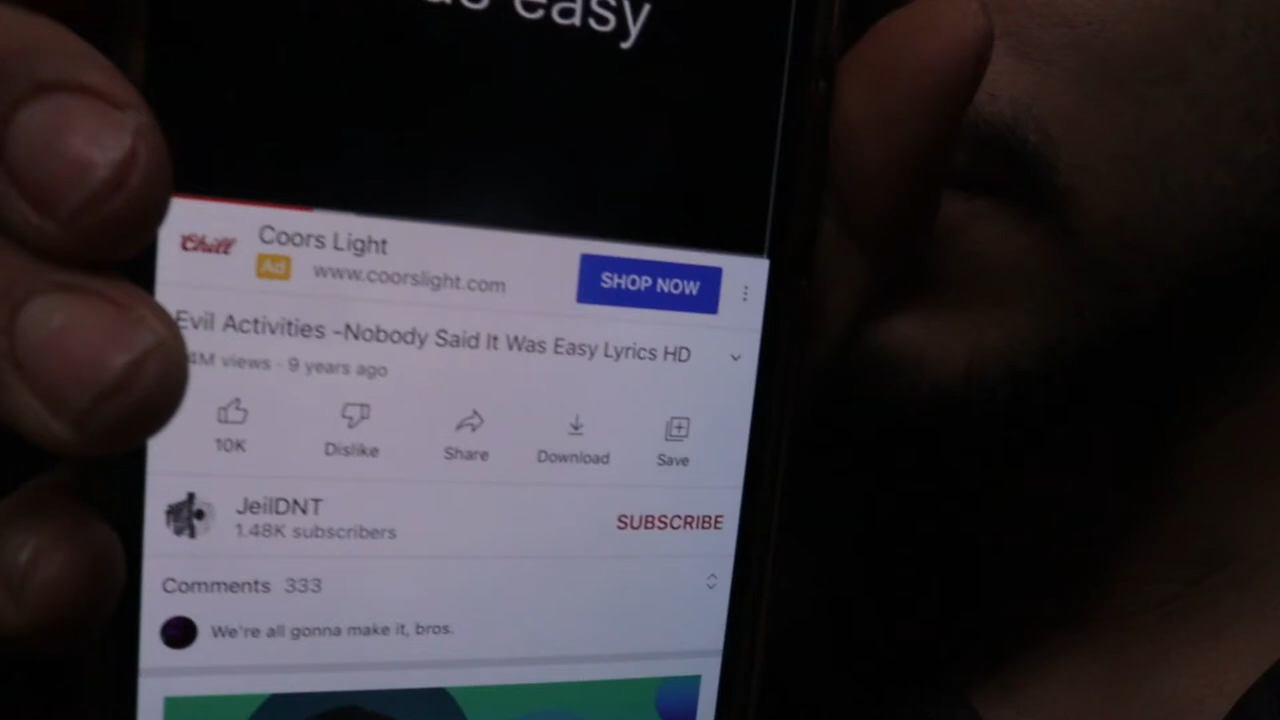 easy
Chill
Coors Light
Ad www.coorslight.com
SHOP NOW
Evil Activities -Nobody Said It Was Easy Lyrics HD
4M views · 9 years ago
10K
Dislike
Share
Download
Save
JeilDNT
1.48K subscribers
SUBSCRIBE
Comments 333
We're all gonna make it, bros.